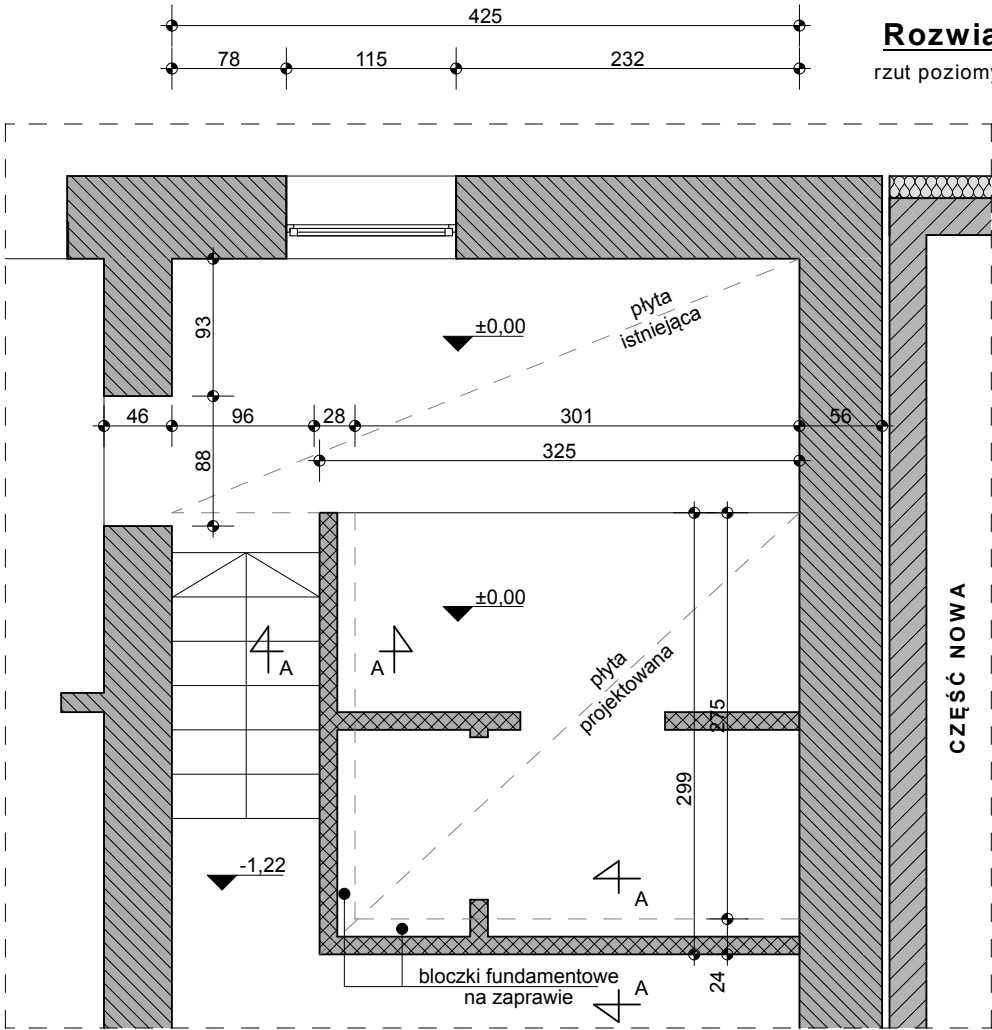 425
78
115
232
Rozwia
rzut poziomy
93
płyta
istniejąca
±0,00
46
96
28
301
56
88
325
±0,00
A
A
płyta
projektowana
275
299
CZĘŚĆ NOWA
-1,22
A
bloczki fundamentowe
na zaprawie
24
A